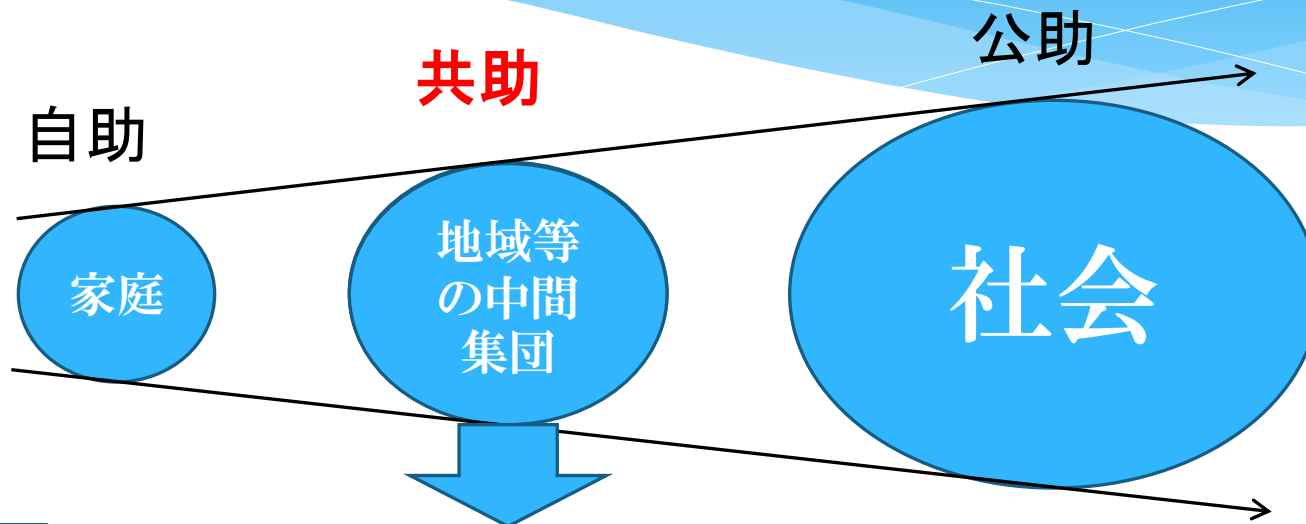 自助
共助
公助
家庭
地域等
の中間
集団
社会